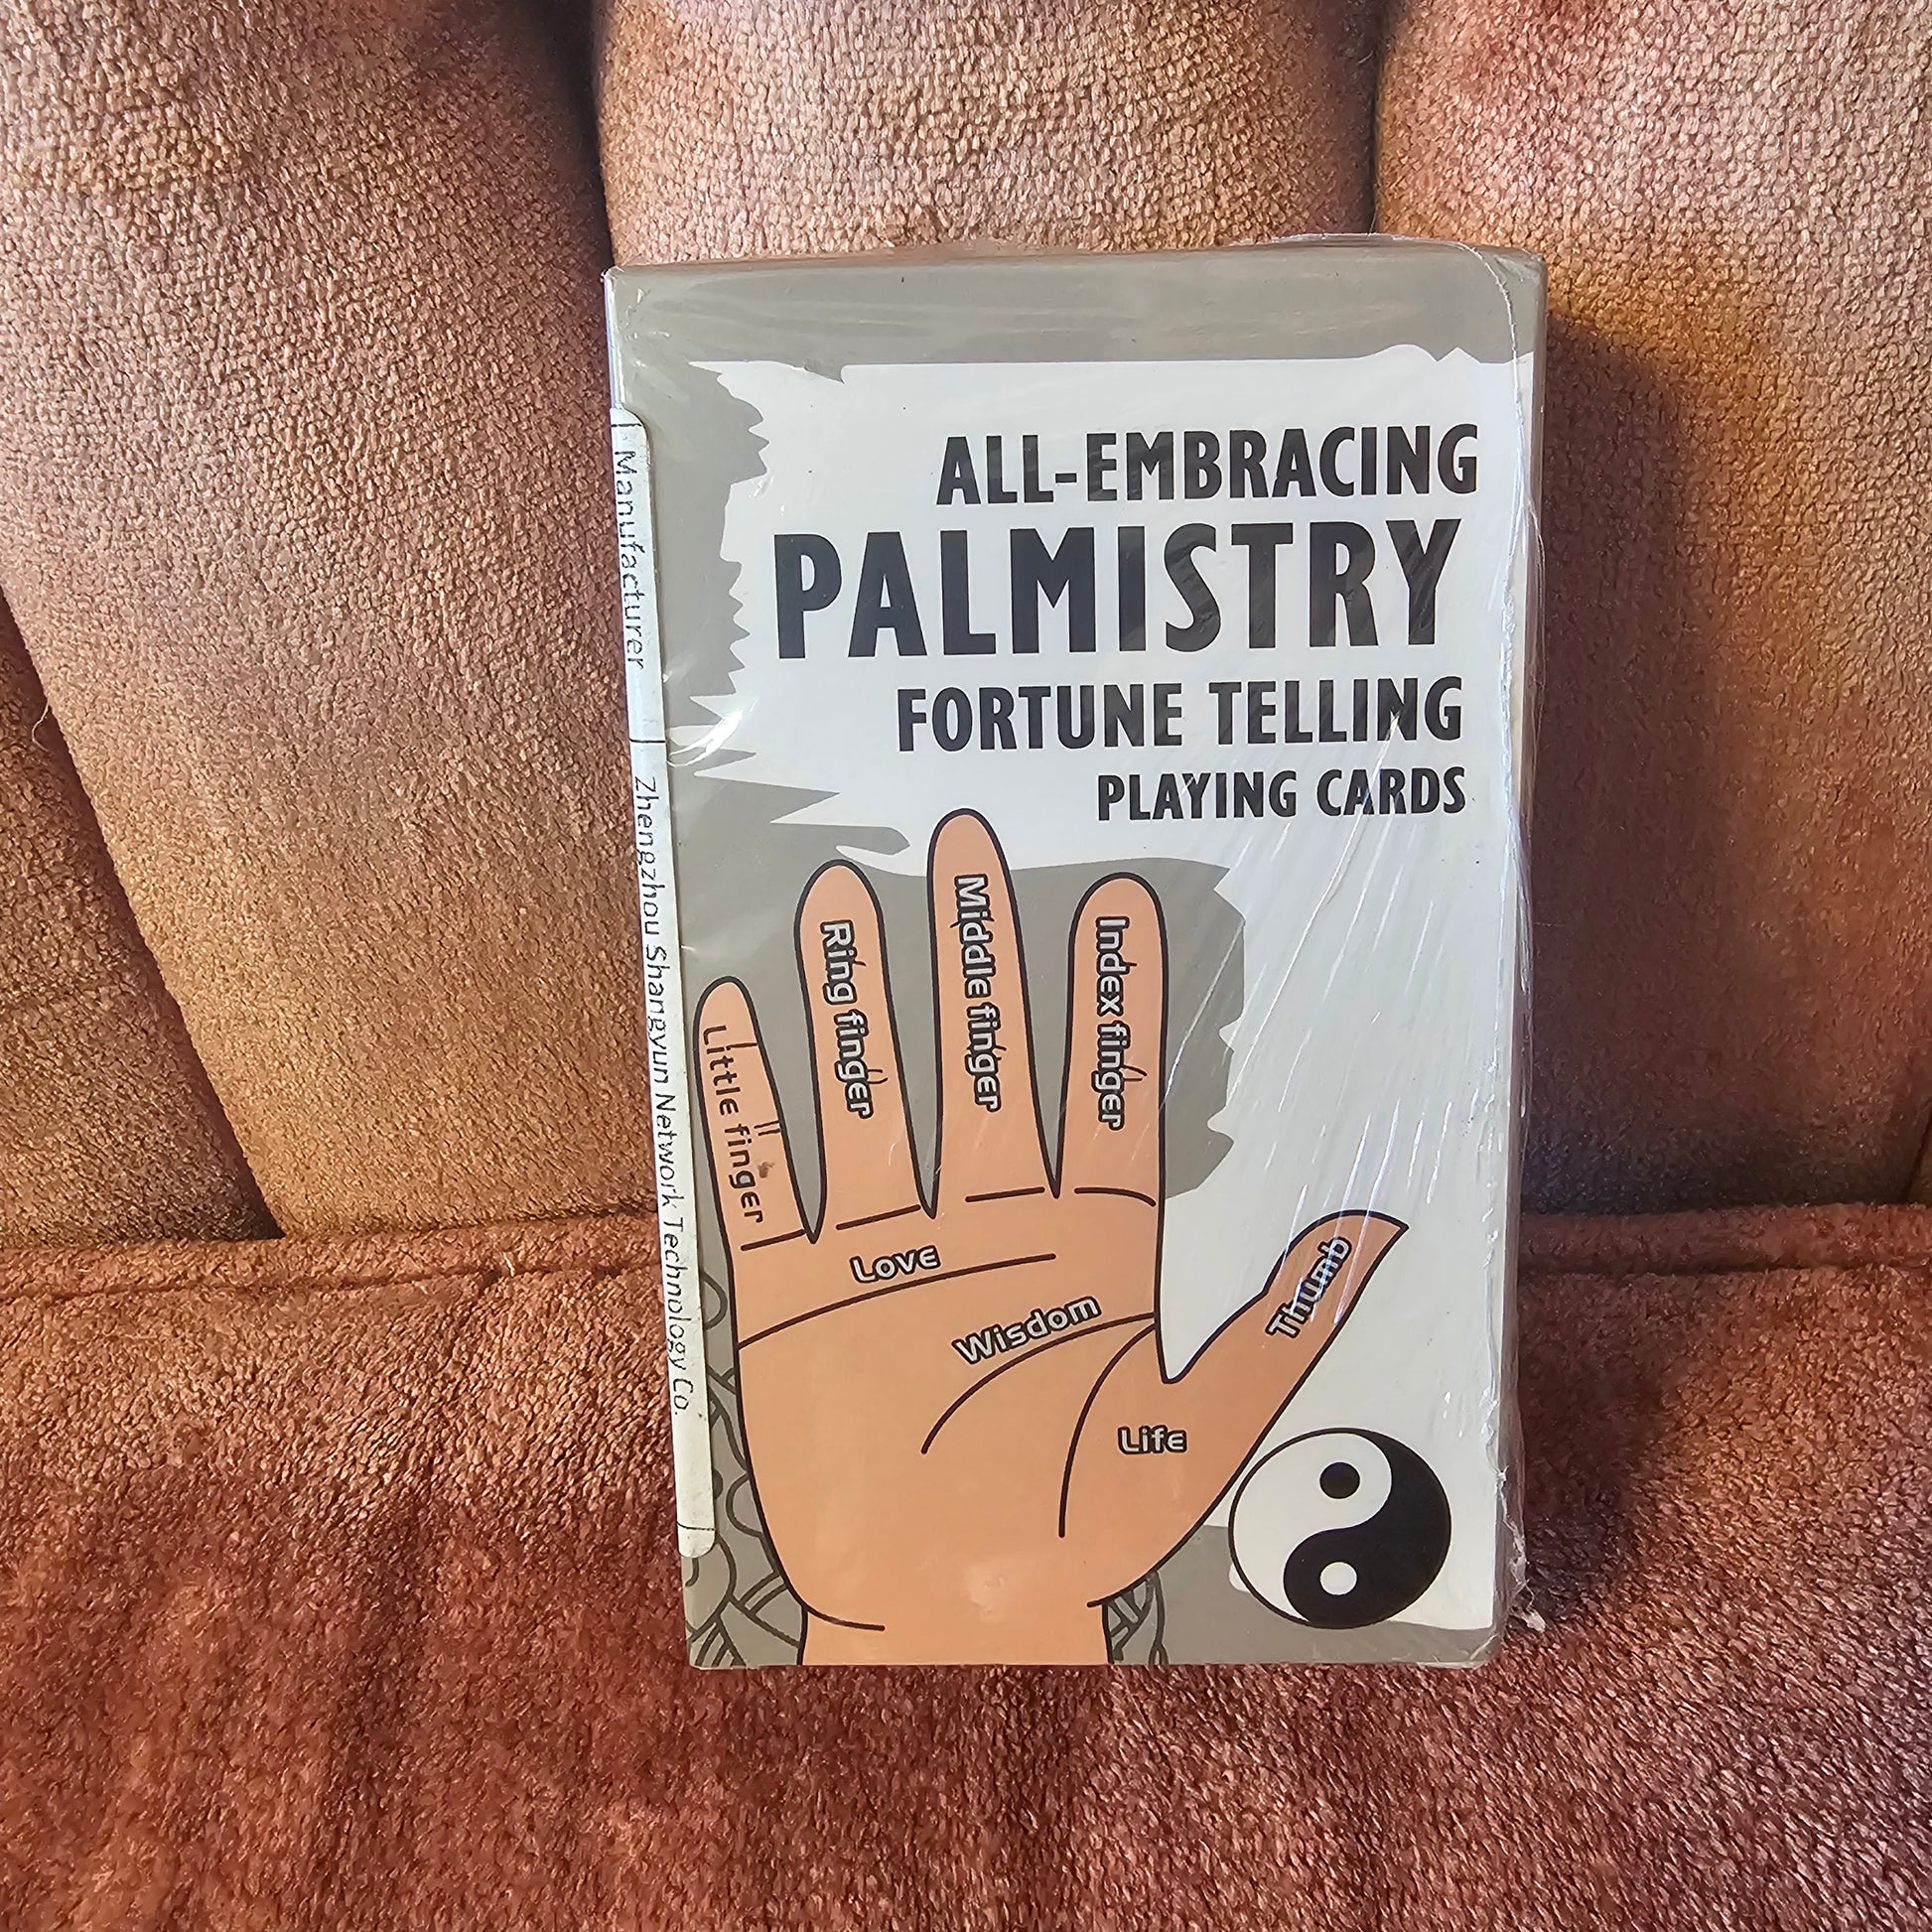 ALL-EMBRACING
PALMISTRY
FORTUNE TELLING
PLAYING CARDS
Manufacturer
Zhengzhou Shangyun Network Technology Co.
Little finger
Ring finger
Middle finger
Index finger
Thumb
Love
Wisdom
Life